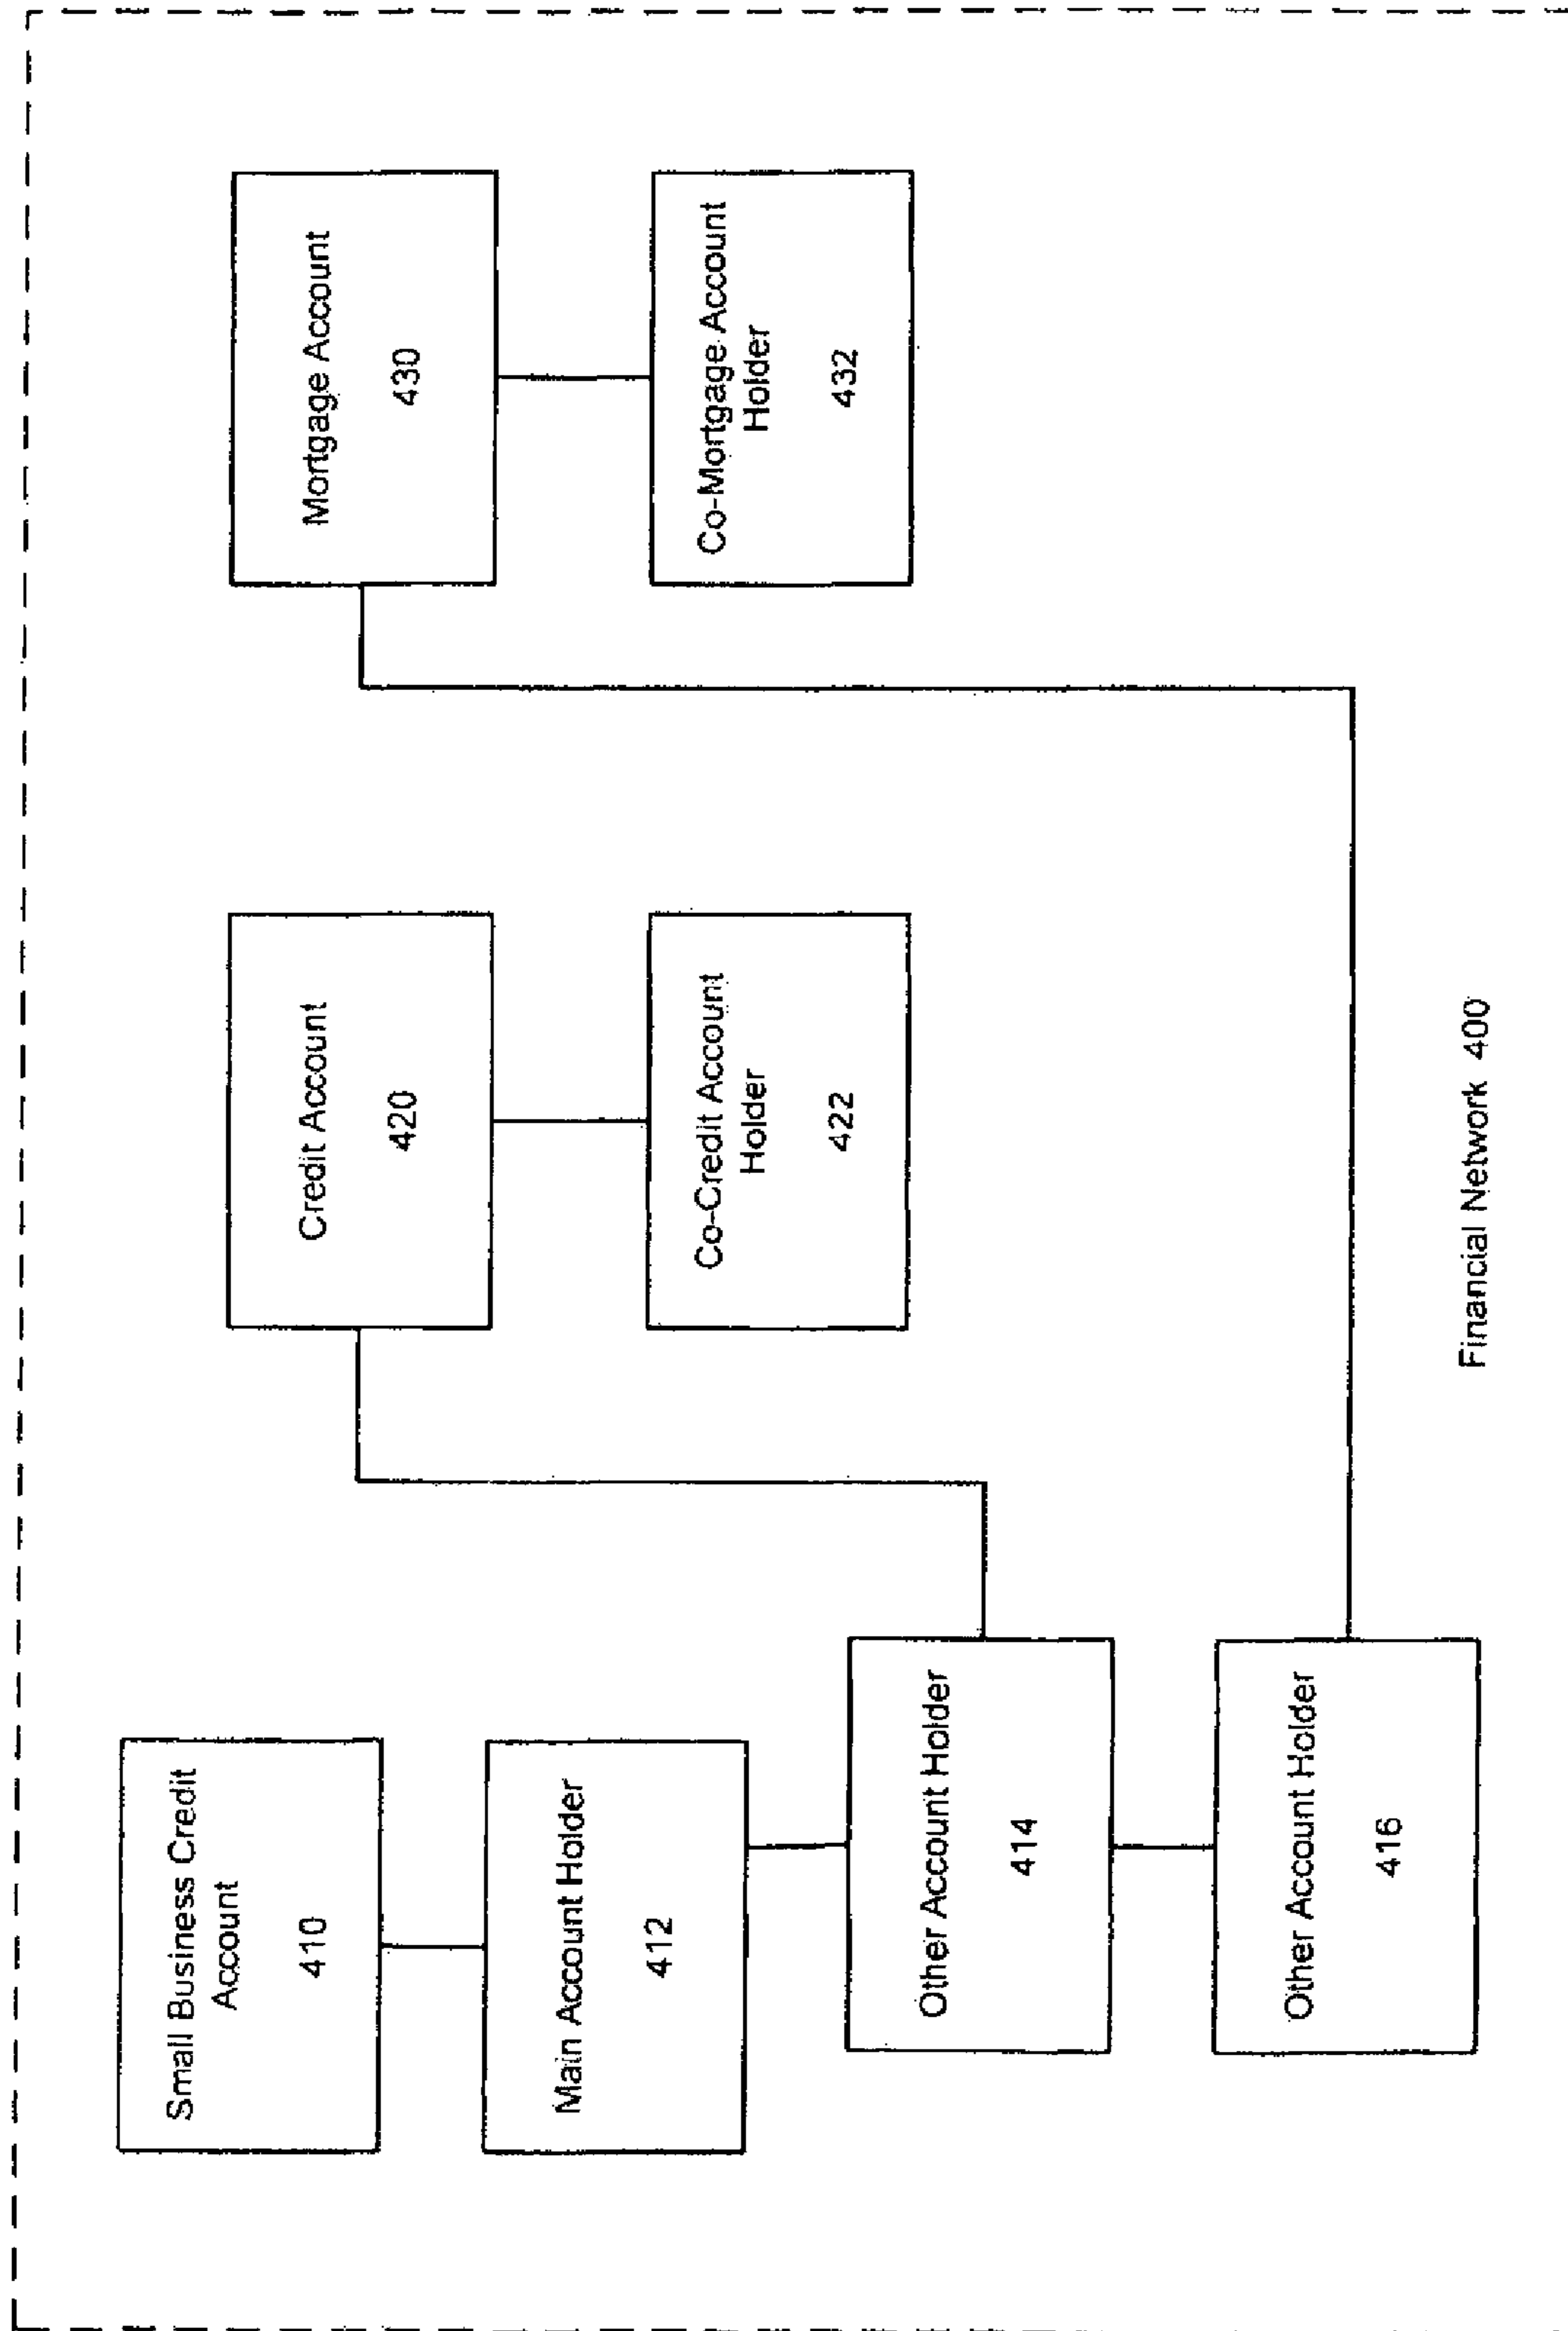 Small Business Credit
Account
410
Main Account Holder
412
Other Account Holder
414
Other Account Holder
416
Credit Account
420
Co-Credit Account
Holder
422
Mortgage Account
430
Co-Mortgage Account
Holder
432
Financial Network 400